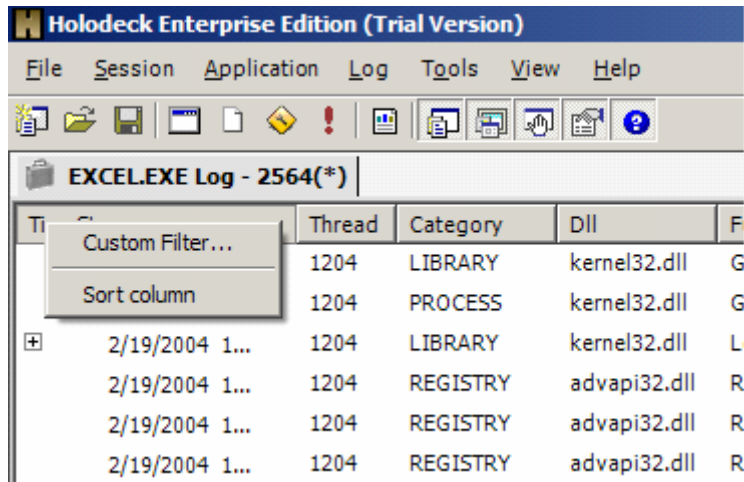 Holodeck Enterprise Edition (Trial Version)
File Session Application Log Tools View Help
EXCEL.EXE Log - 2564(*)
Thread Category Dll
Custom Filter...
1204 LIBRARY kernel32.dll G
Sort column
1204 PROCESS kernel32.dll G
2/19/2004 1... 1204 LIBRARY kernel32.dll L
2/19/2004 1... 1204 REGISTRY advapi32.dll R
2/19/2004 1... 1204 REGISTRY advapi32.dll R
2/19/2004 1... 1204 REGISTRY advapi32.dll R